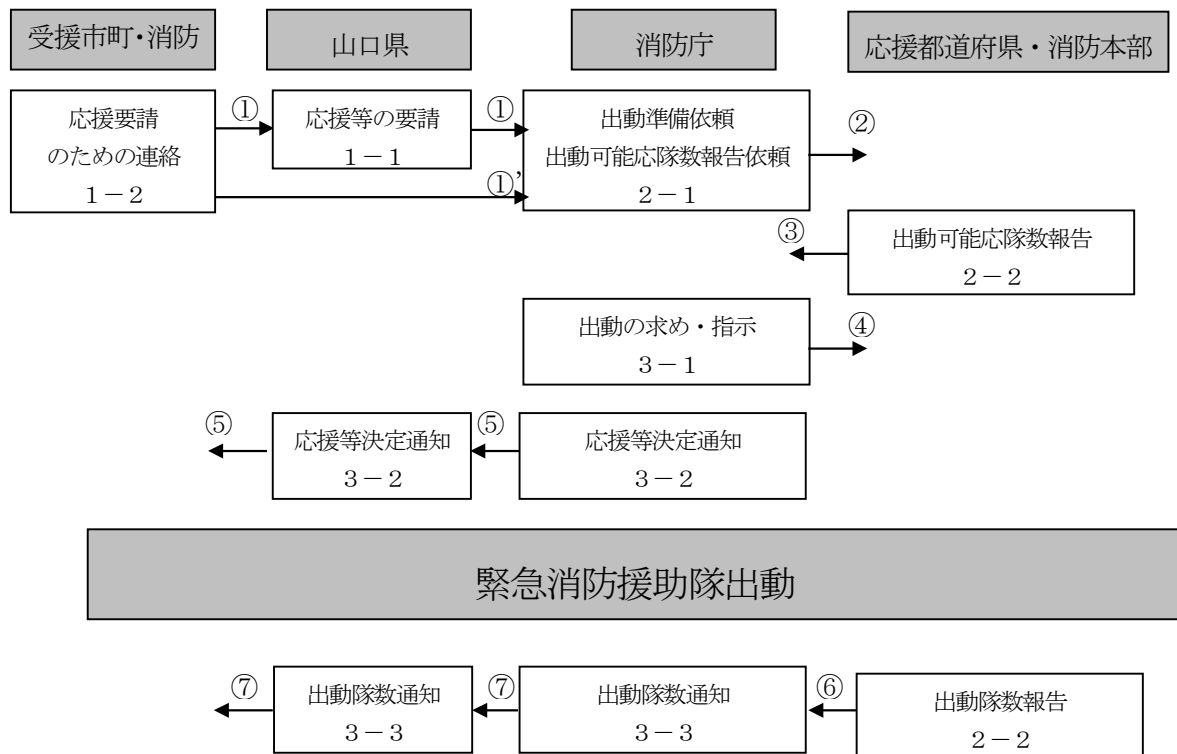 受援市町・消防
山口県
消防庁
応援都道府県・消防本部
応援要請
のための連絡
1-2
①
応援等の要請
1-1
①
①’
出動準備依頼
出動可能応隊数報告依頼
2-1
②
③
出動可能応隊数報告
2-2
出動の求め・指示
3-1
④
⑤
応援等決定通知
3-2
⑤
応援等決定通知
3-2
緊急消防援助隊出動
⑦
出動隊数通知
3-3
⑦
出動隊数通知
3-3
⑥
出動隊数報告
2-2